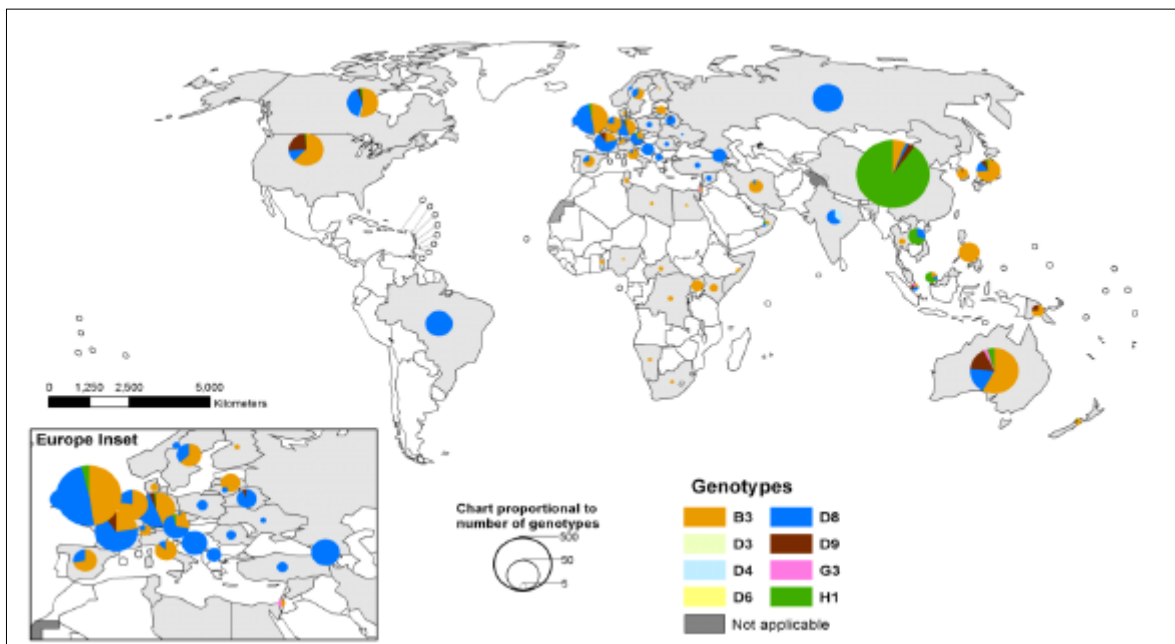 0 1,250 2,500 5,000
Kilometers
Europe Inset
Chart proportional to
number of genotypes
500
50
5
Genotypes
B3 D8
D3 D9
D4 G3
D6 H1
Not applicable